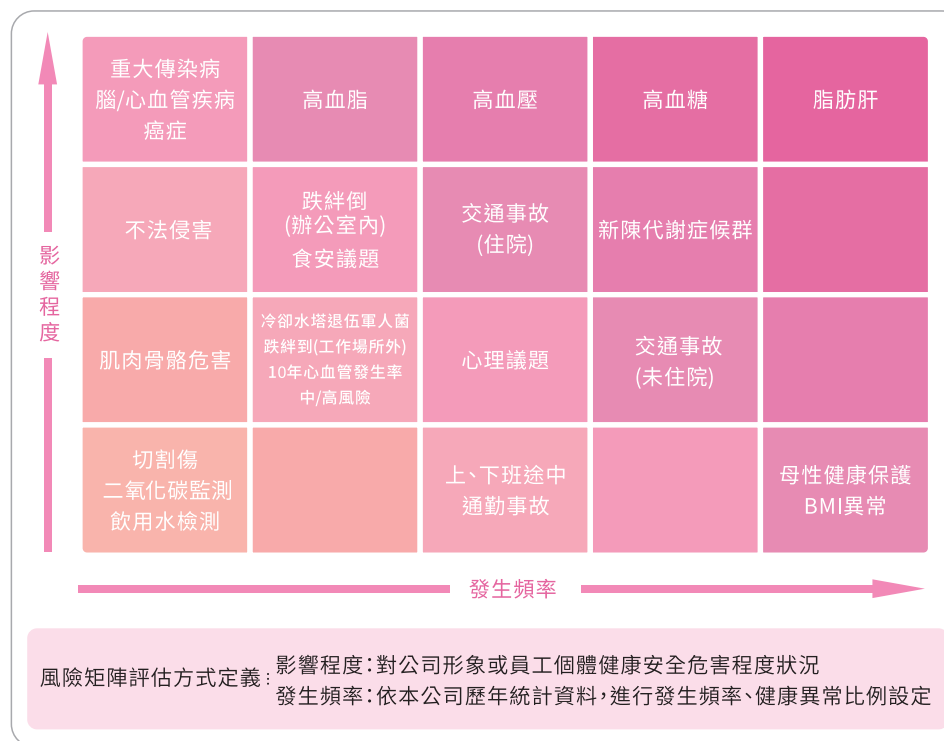 重大傳染病
腦/心血管疾病
癌症
高血脂
高血壓
高血糖
脂肪肝
不法侵害
跌絆倒
(辦公室內)
食安議題
交通事故
(住院)
新陳代謝症候群
影響程度
肌肉骨骼危害
冷卻水塔退伍軍人菌
跌絆到(工作場所外)
10年心血管發生率
中/高風險
心理議題
交通事故
(未住院)
切割傷
二氧化碳監測
飲用水檢測
上、下班途中
通勤事故
母性健康保護
BMI異常
發生頻率
風險矩陣評估方式定義：
影響程度：對公司形象或員工個體健康安全危害程度狀況
發生頻率：依本公司歷年統計資料，進行發生頻率、健康異常比例設定